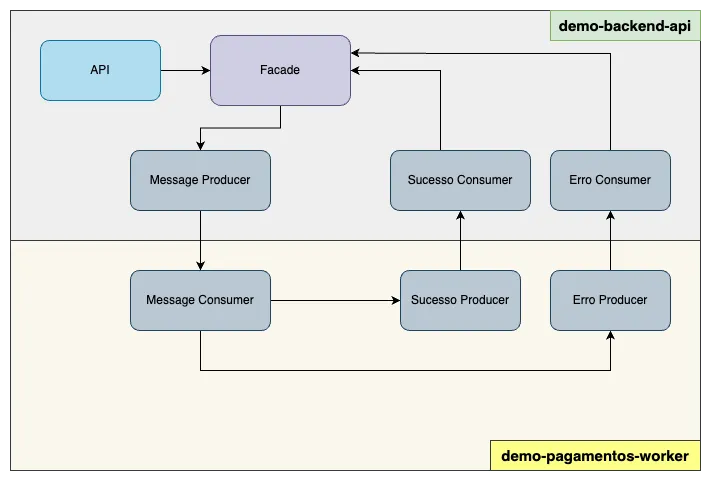 demo-backend-api
API
Facade
Message Producer
Sucesso Consumer
Erro Consumer
Message Consumer
Sucesso Producer
Erro Producer
demo-pagamentos-worker